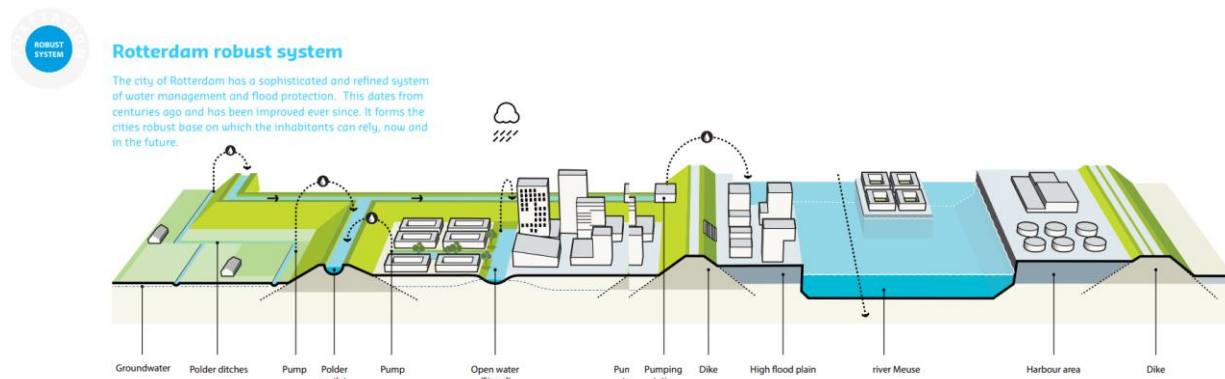 ROBUST
SYSTEM
Rotterdam robust system
The city of Rotterdam has a sophisticated and refined system
of water management and flood protection. This dates from
centuries ago and has been improved ever since. It forms the
cities robust base on which the inhabitants can rely, now and
in the future.
Groundwater Polder ditches Pump Polder Pump Open water Pun Pumping Dike High flood plain river Meuse Harbour area Dike